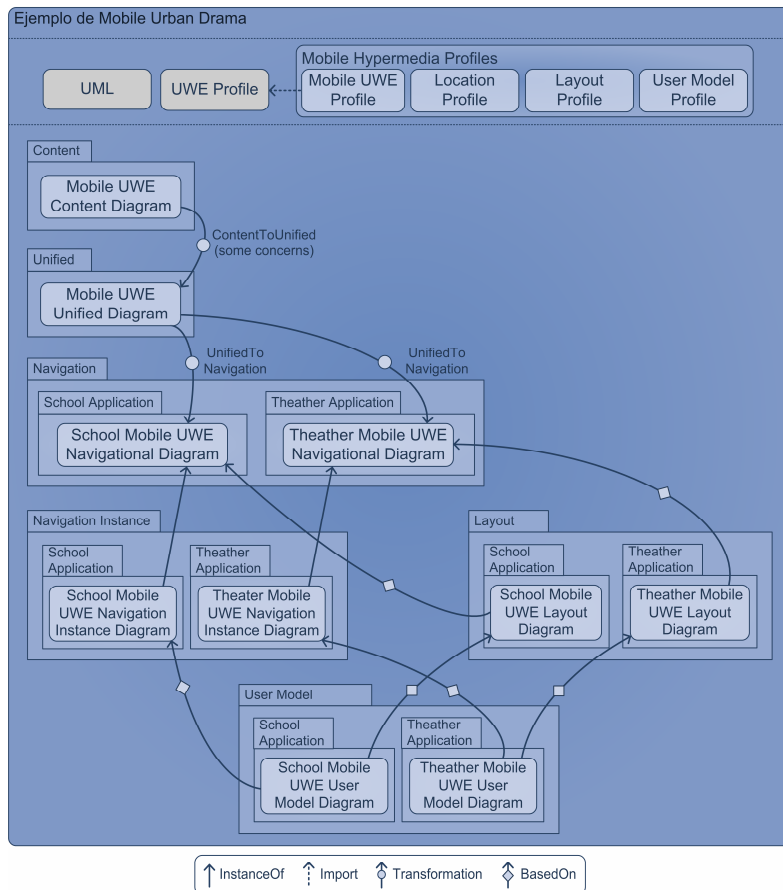 Ejemplo de Mobile Urban Drama
Mobile Hypermedia Profiles
UML
UWE Profile
Mobile UWE
Profile
Location
Profile
Layout
Profile
User Model
Profile
Content
Mobile UWE
Content Diagram
ContentToUnified
(some concerns)
Unified
Mobile UWE
Unified Diagram
UnifiedTo
Navigation
UnifiedTo
Navigation
Navigation
School Application
School Mobile UWE
Navigational Diagram
Theather Application
Theather Mobile UWE
Navigational Diagram
Navigation Instance
School
Application
School Mobile
UWE Navigation
Instance Diagram
Theather
Application
Theater Mobile
UWE Navigation
Instance Diagram
Layout
School
Application
School Mobile
UWE Layout
Diagram
Theather
Application
Theather Mobile
UWE Layout
Diagram
User Model
School
Application
School Mobile
UWE User
Model Diagram
Theather
Application
Theather Mobile
UWE User
Model Diagram
InstanceOf
Import
Transformation
BasedOn